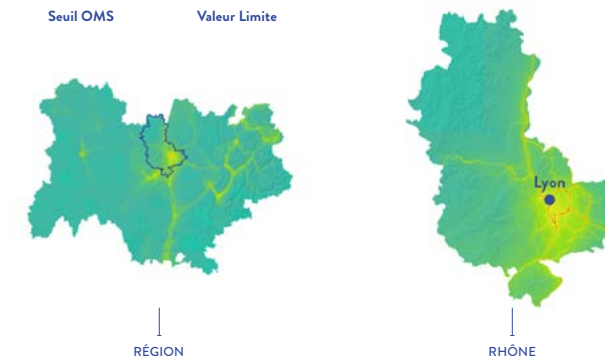 Seuil OMS
Valeur Limite
Lyon
RÉGION
RHÔNE